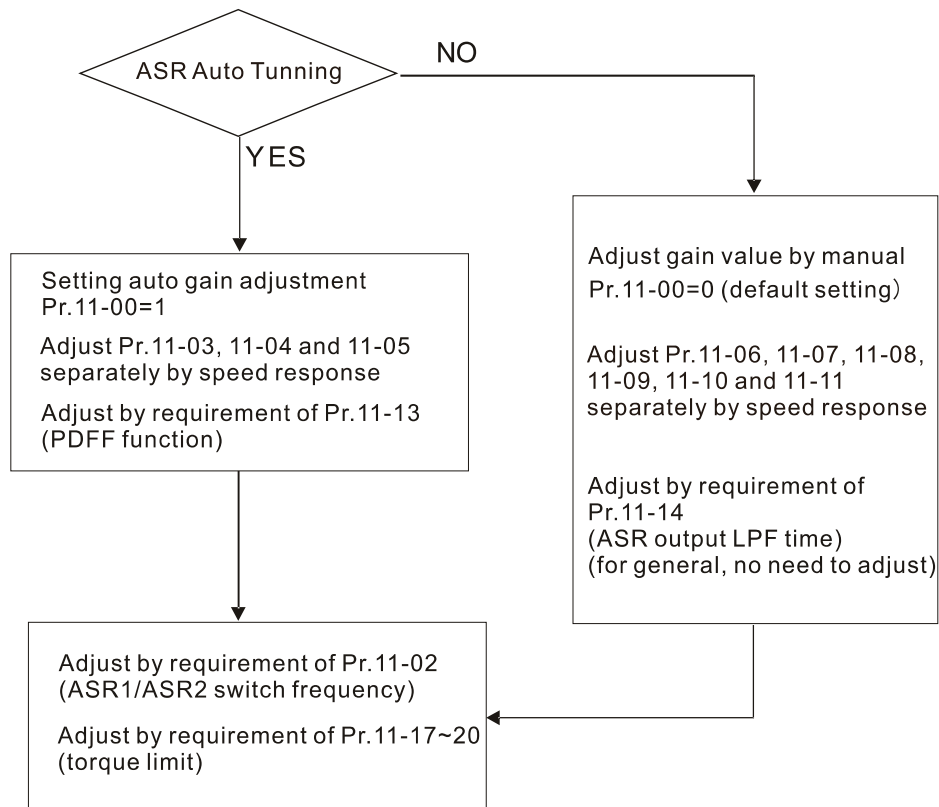 ASR Auto Tunning
NO
YES
Setting auto gain adjustment
Pr.11-00=1
Adjust Pr.11-03, 11-04 and 11-05
separately by speed response
Adjust by requirement of Pr.11-13
(PDFF function)
Adjust gain value by manual
Pr.11-00=0 (default setting）
Adjust Pr.11-06, 11-07, 11-08,
11-09, 11-10 and 11-11
separately by speed response
Adjust by requirement of
Pr.11-14
(ASR output LPF time)
(for general, no need to adjust)
Adjust by requirement of Pr.11-02
(ASR1/ASR2 switch frequency)
Adjust by requirement of Pr.11-17~20
(torque limit)